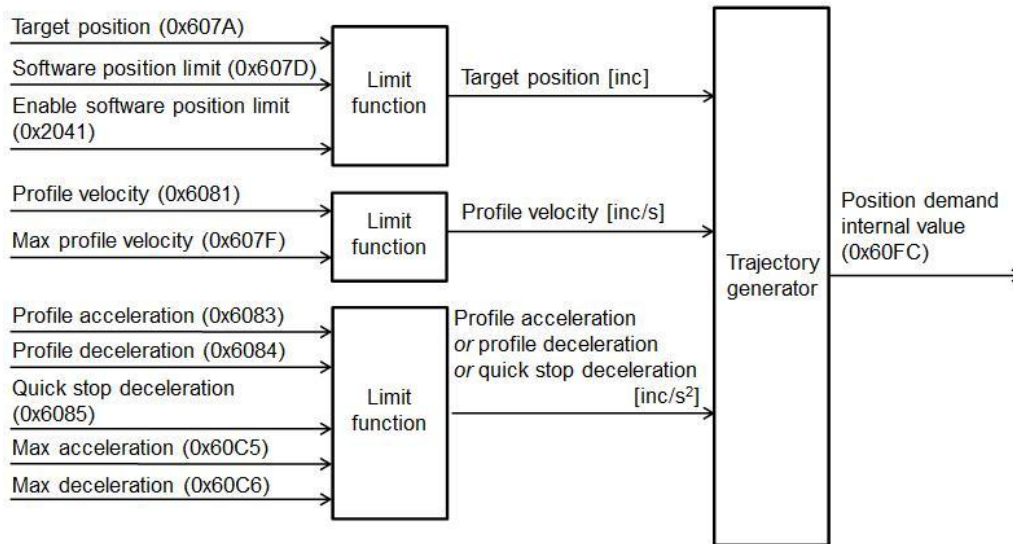 Target position (0x607A)
Software position limit (0x607D)
Enable software position limit
(0x2041)
Limit
function
Target position [inc]
Profile velocity (0x6081)
Max profile velocity (0x607F)
Limit
function
Profile velocity [inc/s]
Profile acceleration (0x6083)
Profile deceleration (0x6084)
Quick stop deceleration
(0x6085)
Max acceleration (0x60C5)
Max deceleration (0x60C6)
Limit
function
Profile acceleration
or profile deceleration
or quick stop deceleration
[inc/s²]
Trajectory
generator
Position demand
internal value
(0x60FC)